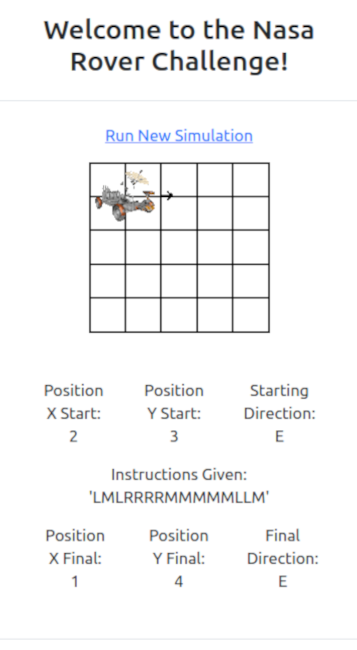 Welcome to the Nasa
Rover Challenge!
Run New Simulation
Position
X Start:
2
Position
Y Start:
3
Starting
Direction:
E
Instructions Given:
'LMLRRRRMMMMMLLM'
Position
X Final:
1
Position
Y Final:
4
Final
Direction:
E